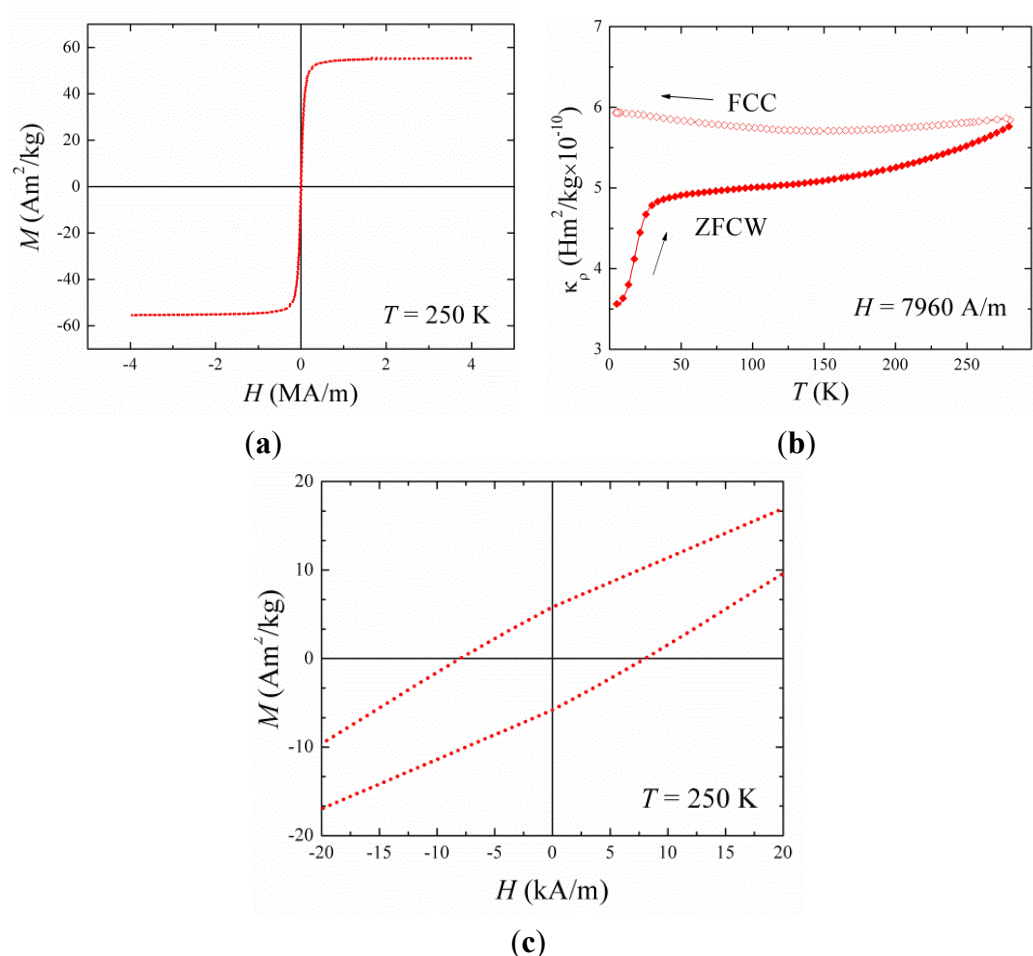 60
40
20
0
-20
-40
-60
M (Am²/kg)
T = 250 K
-4 -2 0 2 4
H (MA/m)
(a)
7
6
5
4
3
κρ (Hm²/kg×10⁻¹⁰)
FCC
ZFCW
H = 7960 A/m
0 50 100 150 200 250
T (K)
(b)
20
10
0
-10
-20
M (Am²/kg)
T = 250 K
-20 -15 -10 -5 0 5 10 15 20
H (kA/m)
(c)